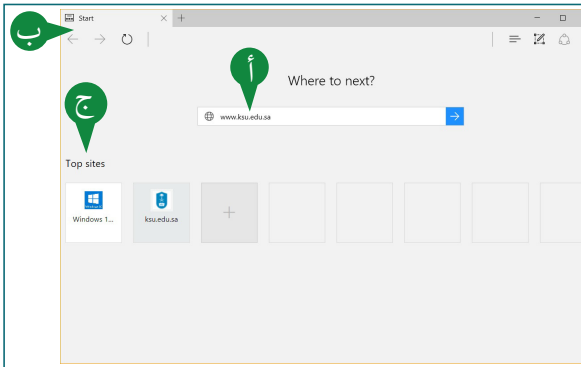 Start
ب
أ
Where to next?
www.ksu.edu.sa
ج
Top sites
Windows 1...
ksu.edu.sa